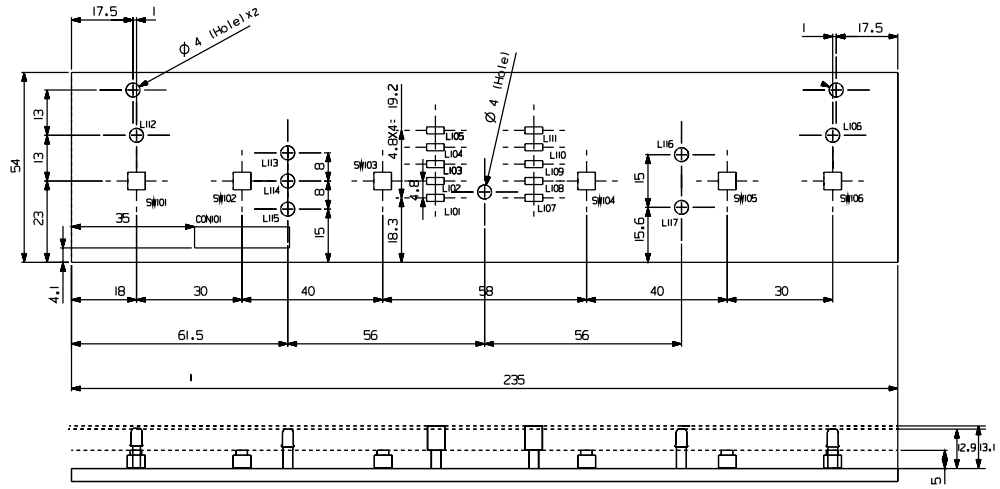 17.5
1
Ø 4 (Hole)x2
Ø 4 (Hole)
1
17.5
54
13
13
23
L112
SW101
SW102
35
CON101
4.1
L113
L114
L115
8
8
15
SW103
4.8X4= 19.2
4.8
18.3
L105
L104
L103
L102
L101
L111
L110
L109
L108
L107
SW104
L116
L117
15
15.6
SW105
L106
SW106
18
30
40
58
40
30
61.5
56
56
235
12.9
13.1
5